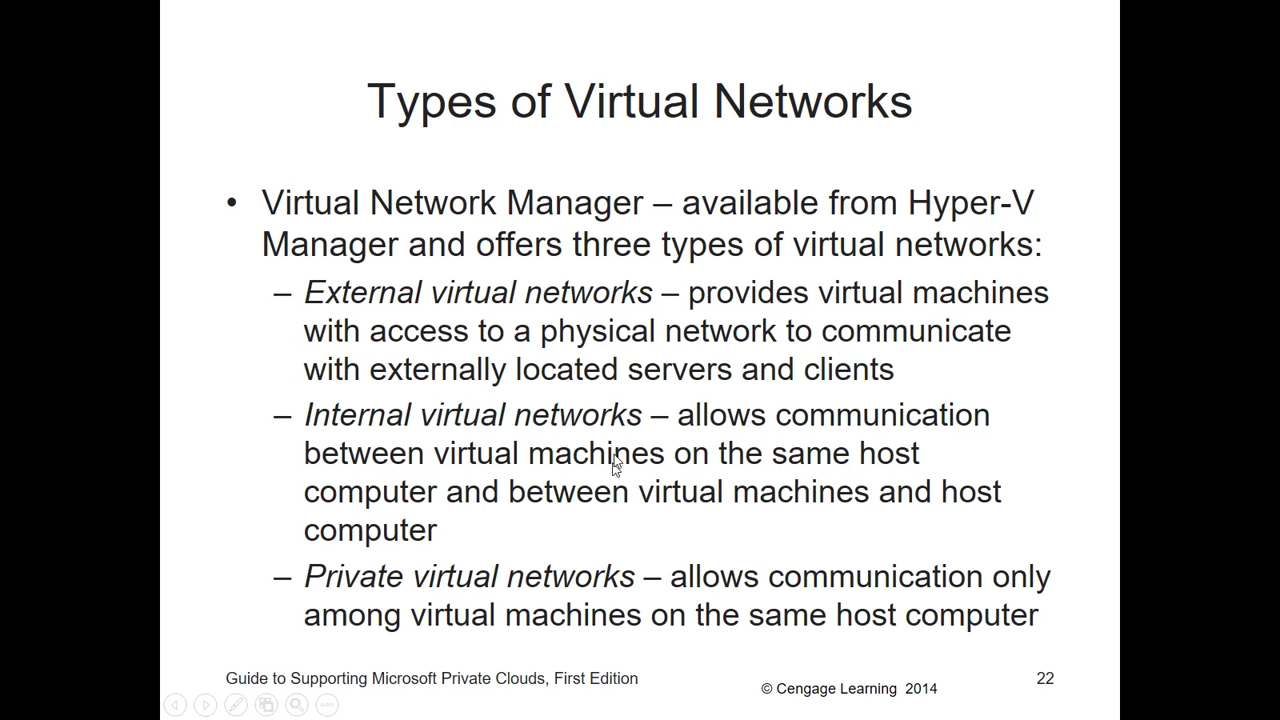 Types of Virtual Networks
• Virtual Network Manager – available from Hyper-V
Manager and offers three types of virtual networks:
– External virtual networks – provides virtual machines
with access to a physical network to communicate
with externally located servers and clients
– Internal virtual networks – allows communication
between virtual machines on the same host
computer and between virtual machines and host
computer
– Private virtual networks – allows communication only
among virtual machines on the same host computer
Guide to Supporting Microsoft Private Clouds, First Edition
© Cengage Learning 2014
22